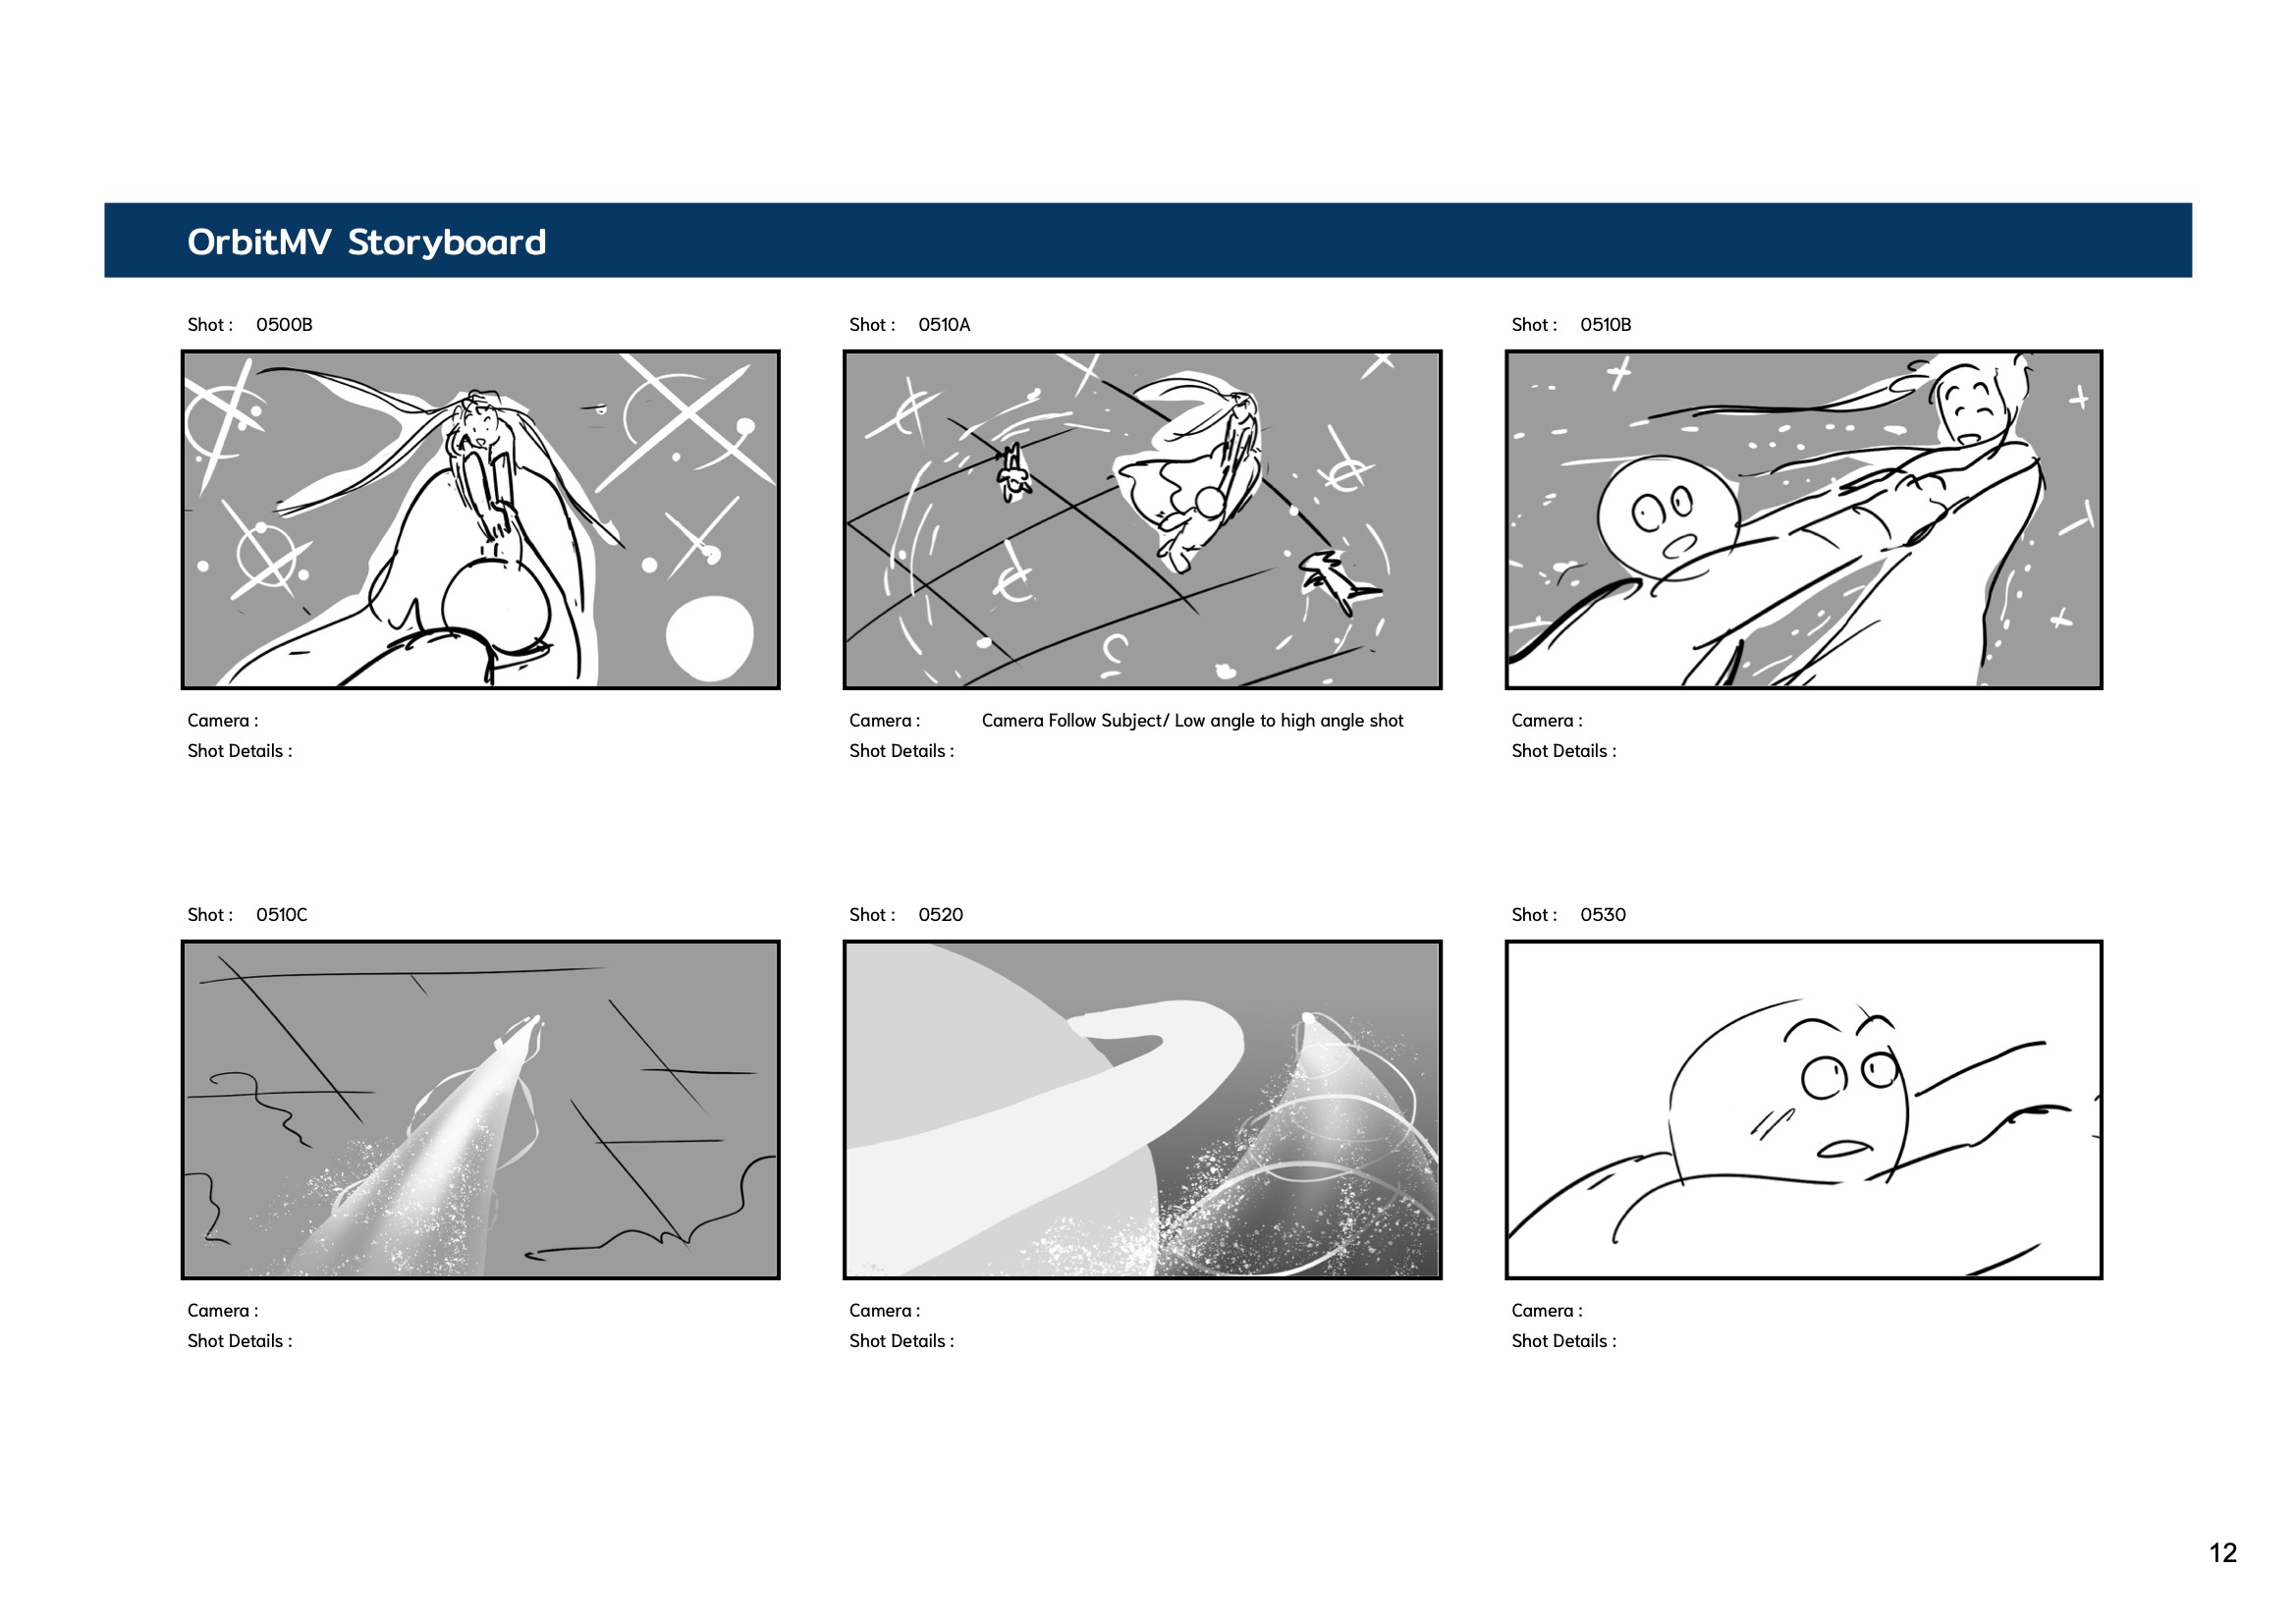 OrbitMV Storyboard
Shot : 0500B
Shot : 0510A
Shot : 0510B
Camera :
Camera : Camera Follow Subject/ Low angle to high angle shot
Camera :
Shot Details :
Shot Details :
Shot Details :
Shot : 0510C
Shot : 0520
Shot : 0530
Camera :
Camera :
Camera :
Shot Details :
Shot Details :
Shot Details :
12